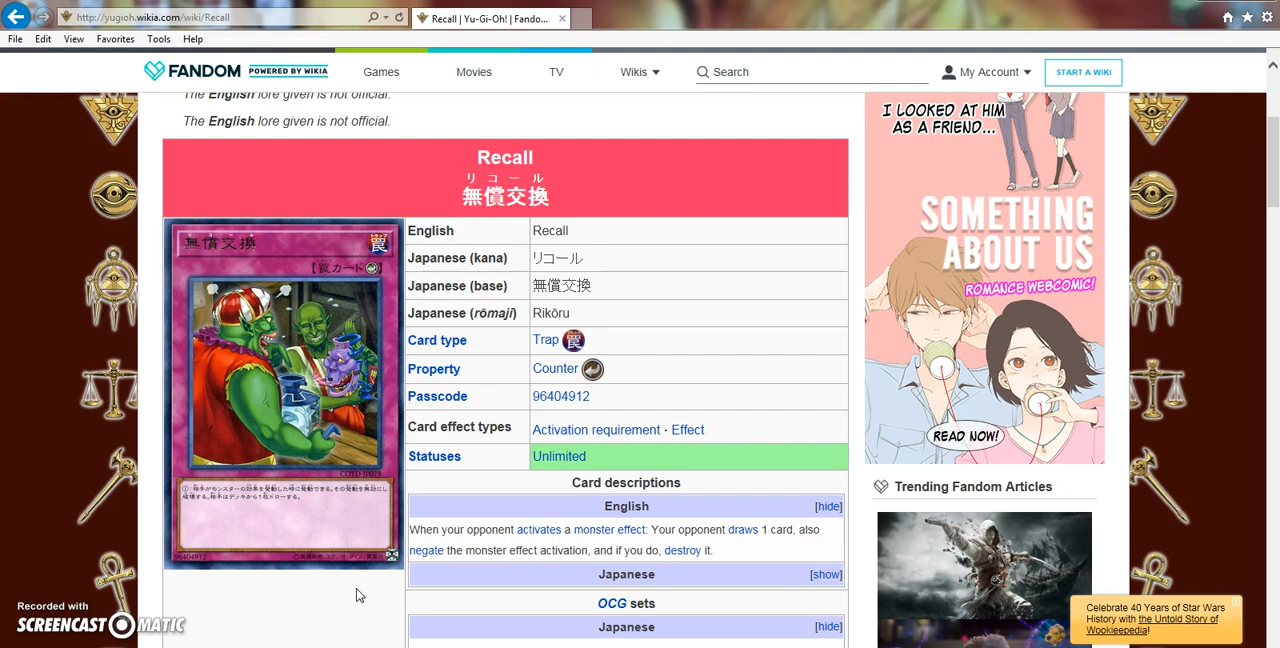 http://yugioh.wikia.com/wiki/Recall
Recall | Yu-Gi-Oh! | Fando...
File Edit View Favorites Tools Help
FANDOM POWERED BY WIKIA Games Movies TV Wikis Search My Account START A WIKI
The English lore given is not official.
The English lore given is not official.
Recall
リコール
無償交換
無償交換
罠
【罠カード】
COTD-JP078
96404912
English Recall
Japanese (kana) リコール
Japanese (base) 無償交換
Japanese (rōmaji) Rikōru
Card type Trap 罠
Property Counter
Passcode 96404912
Card effect types Activation requirement · Effect
Statuses Unlimited
Card descriptions
English [hide]
When your opponent activates a monster effect: Your opponent draws 1 card, also
negate the monster effect activation, and if you do, destroy it.
Japanese [show]
OCG sets
Japanese [hide]
I LOOKED AT HIM
AS A FRIEND...
SOMETHING
ABOUT US
ROMANCE WEBCOMIC!
READ NOW!
Trending Fandom Articles
Celebrate 40 Years of Star Wars
History with the Untold Story of
Wookieepedia!
Recorded with
SCREENCAST-O-MATIC